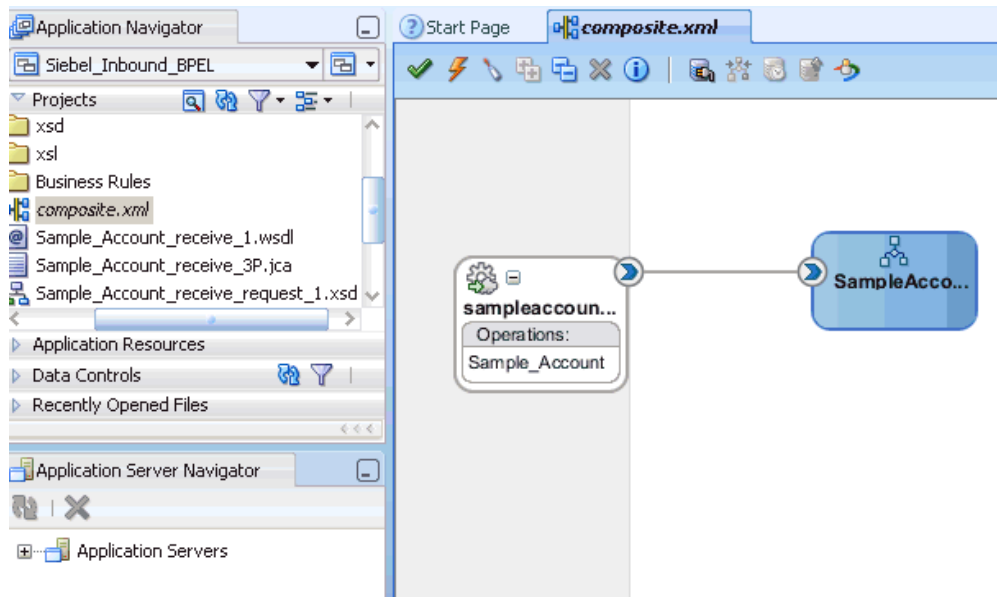 Application Navigator
Siebel_Inbound_BPEL
Projects
xsd
xsl
Business Rules
composite.xml
Sample_Account_receive_1.wsdl
Sample_Account_receive_3P.jca
Sample_Account_receive_request_1.xsd
Application Resources
Data Controls
Recently Opened Files
Application Server Navigator
Application Servers
Start Page
composite.xml
sampleaccoun...
Operations:
Sample_Account
SampleAcco...